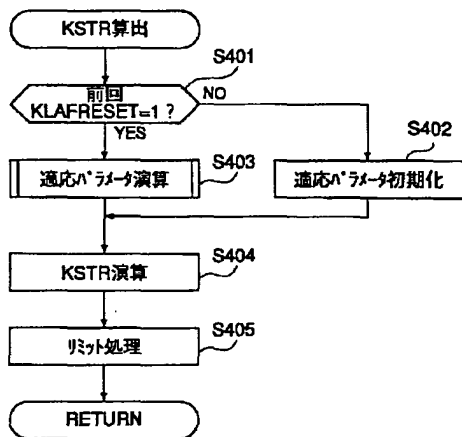 KSTR算出
S401
前回
KLAFRESET=1 ?
NO
YES
S402
S403
適応パラメータ演算
適応パラメータ初期化
S404
KSTR演算
S405
リミット処理
RETURN